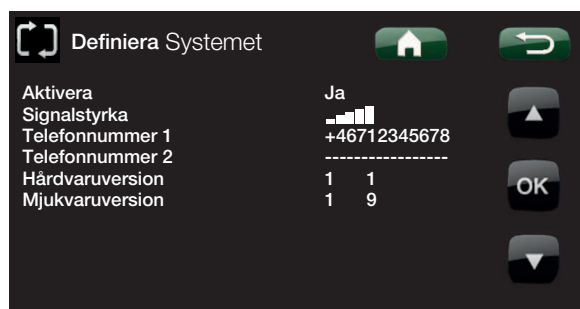 Definiera Systemet
Aktivera Ja
Signalstyrka
Telefonnummer 1 +46712345678
Telefonnummer 2 -----------------
Hårdvaruversion 1 1
OK
Mjukvaruversion 1 9